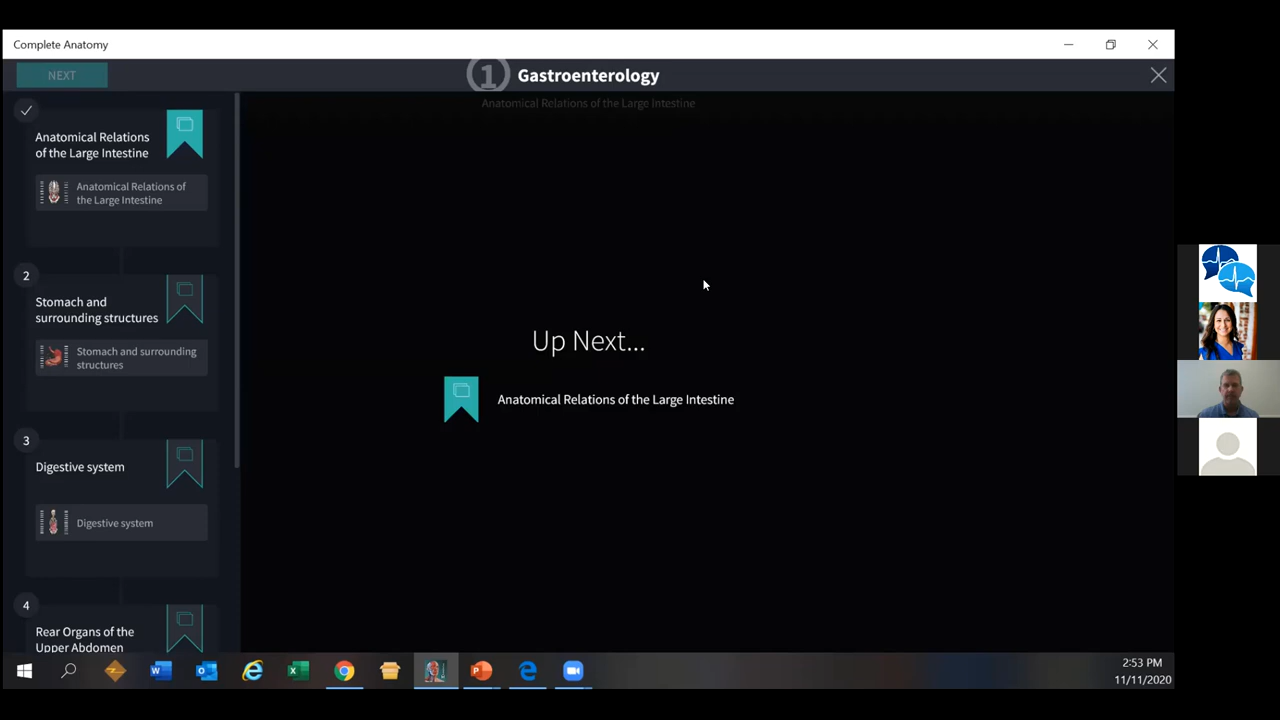 Complete Anatomy
NEXT
1 Gastroenterology
Anatomical Relations of the Large Intestine
Anatomical Relations
of the Large Intestine
Anatomical Relations of
the Large Intestine
2
Stomach and
surrounding structures
Stomach and surrounding
structures
3
Digestive system
Digestive system
4
Rear Organs of the
Upper Abdomen
Up Next...
Anatomical Relations of the Large Intestine
2:53 PM
11/11/2020